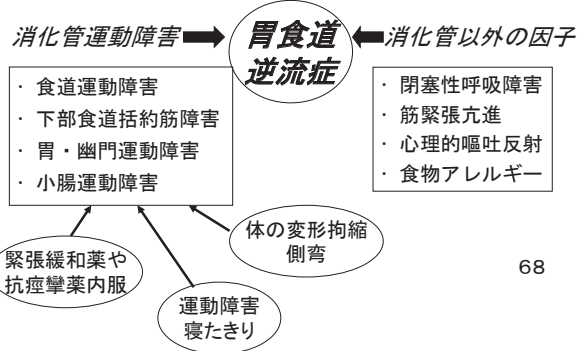 消化管運動障害
胃食道
逆流症
消化管以外の因子
・ 食道運動障害
・ 下部食道括約筋障害
・ 胃・幽門運動障害
・ 小腸運動障害
・ 閉塞性呼吸障害
・ 筋緊張亢進
・ 心理的嘔吐反射
・ 食物アレルギー
緊張緩和薬や
抗痙攣薬内服
運動障害
寝たきり
体の変形拘縮
側弯
68